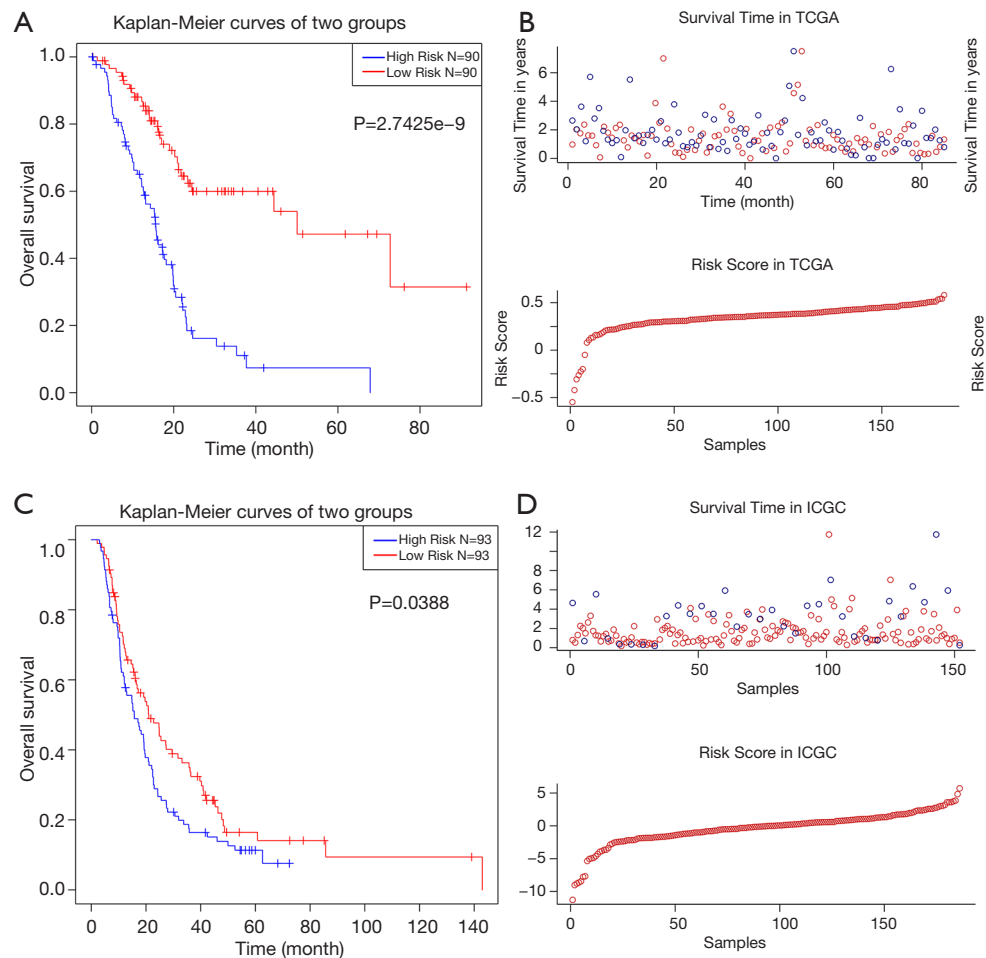 A
Kaplan-Meier curves of two groups
High Risk N=90
Low Risk N=90
P=2.7425e−9
Overall survival
1.0
0.8
0.6
0.4
0.2
0.0
0 20 40 60 80
Time (month)
B
Survival Time in TCGA
Survival Time in years
Survival Time in years
6
4
2
0
0 20 40 60 80
Time (month)
Risk Score in TCGA
Risk Score
Risk Score
0.5
0
−0.5
0 50 100 150
Samples
C
Kaplan-Meier curves of two groups
High Risk N=93
Low Risk N=93
P=0.0388
Overall survival
1.0
0.8
0.6
0.4
0.2
0.0
0 20 40 60 80 100 120 140
Time (month)
D
Survival Time in ICGC
12
10
8
6
4
2
0
0 50 100 150
Samples
Risk Score in ICGC
5
0
−5
−10
0 50 100 150
Samples